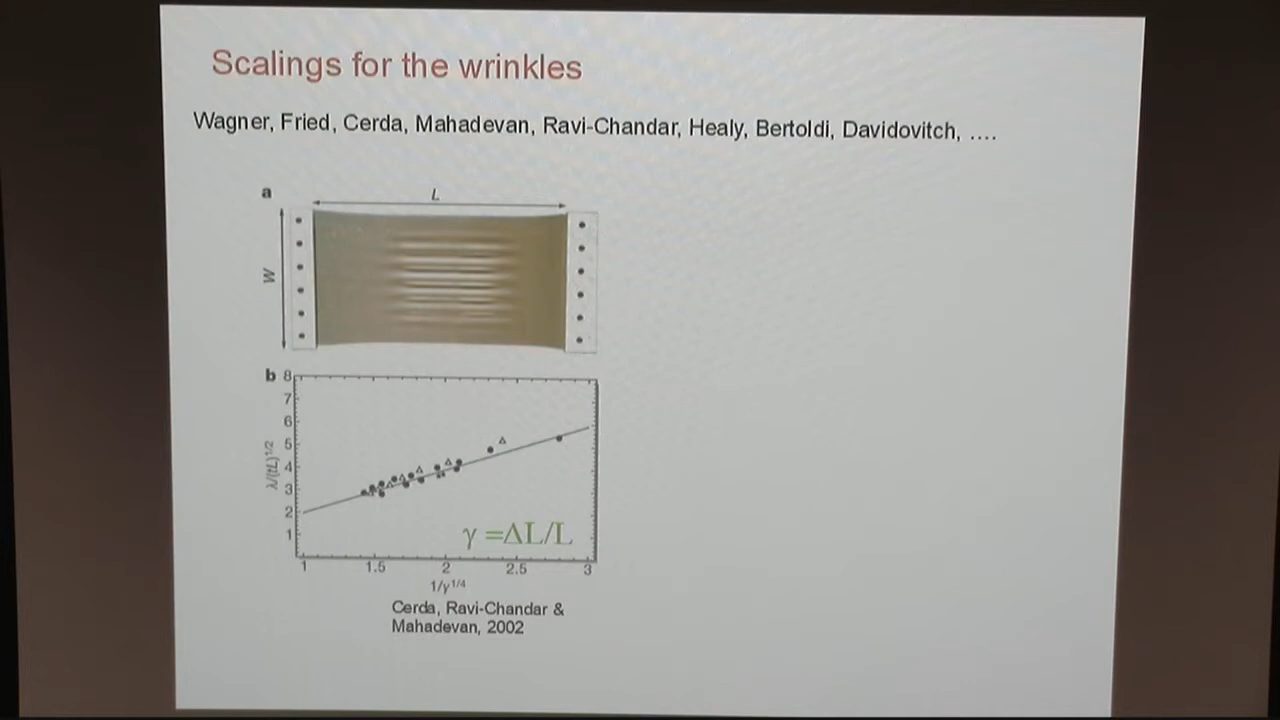 Scalings for the wrinkles
Wagner, Fried, Cerda, Mahadevan, Ravi-Chandar, Healy, Bertoldi, Davidovitch, ....
a
L
W
b
8
7
6
5
4
3
2
1
λ/(tL)^1/2
γ =ΔL/L
1 1.5 2 2.5 3
1/γ^1/4
Cerda, Ravi-Chandar &
Mahadevan, 2002